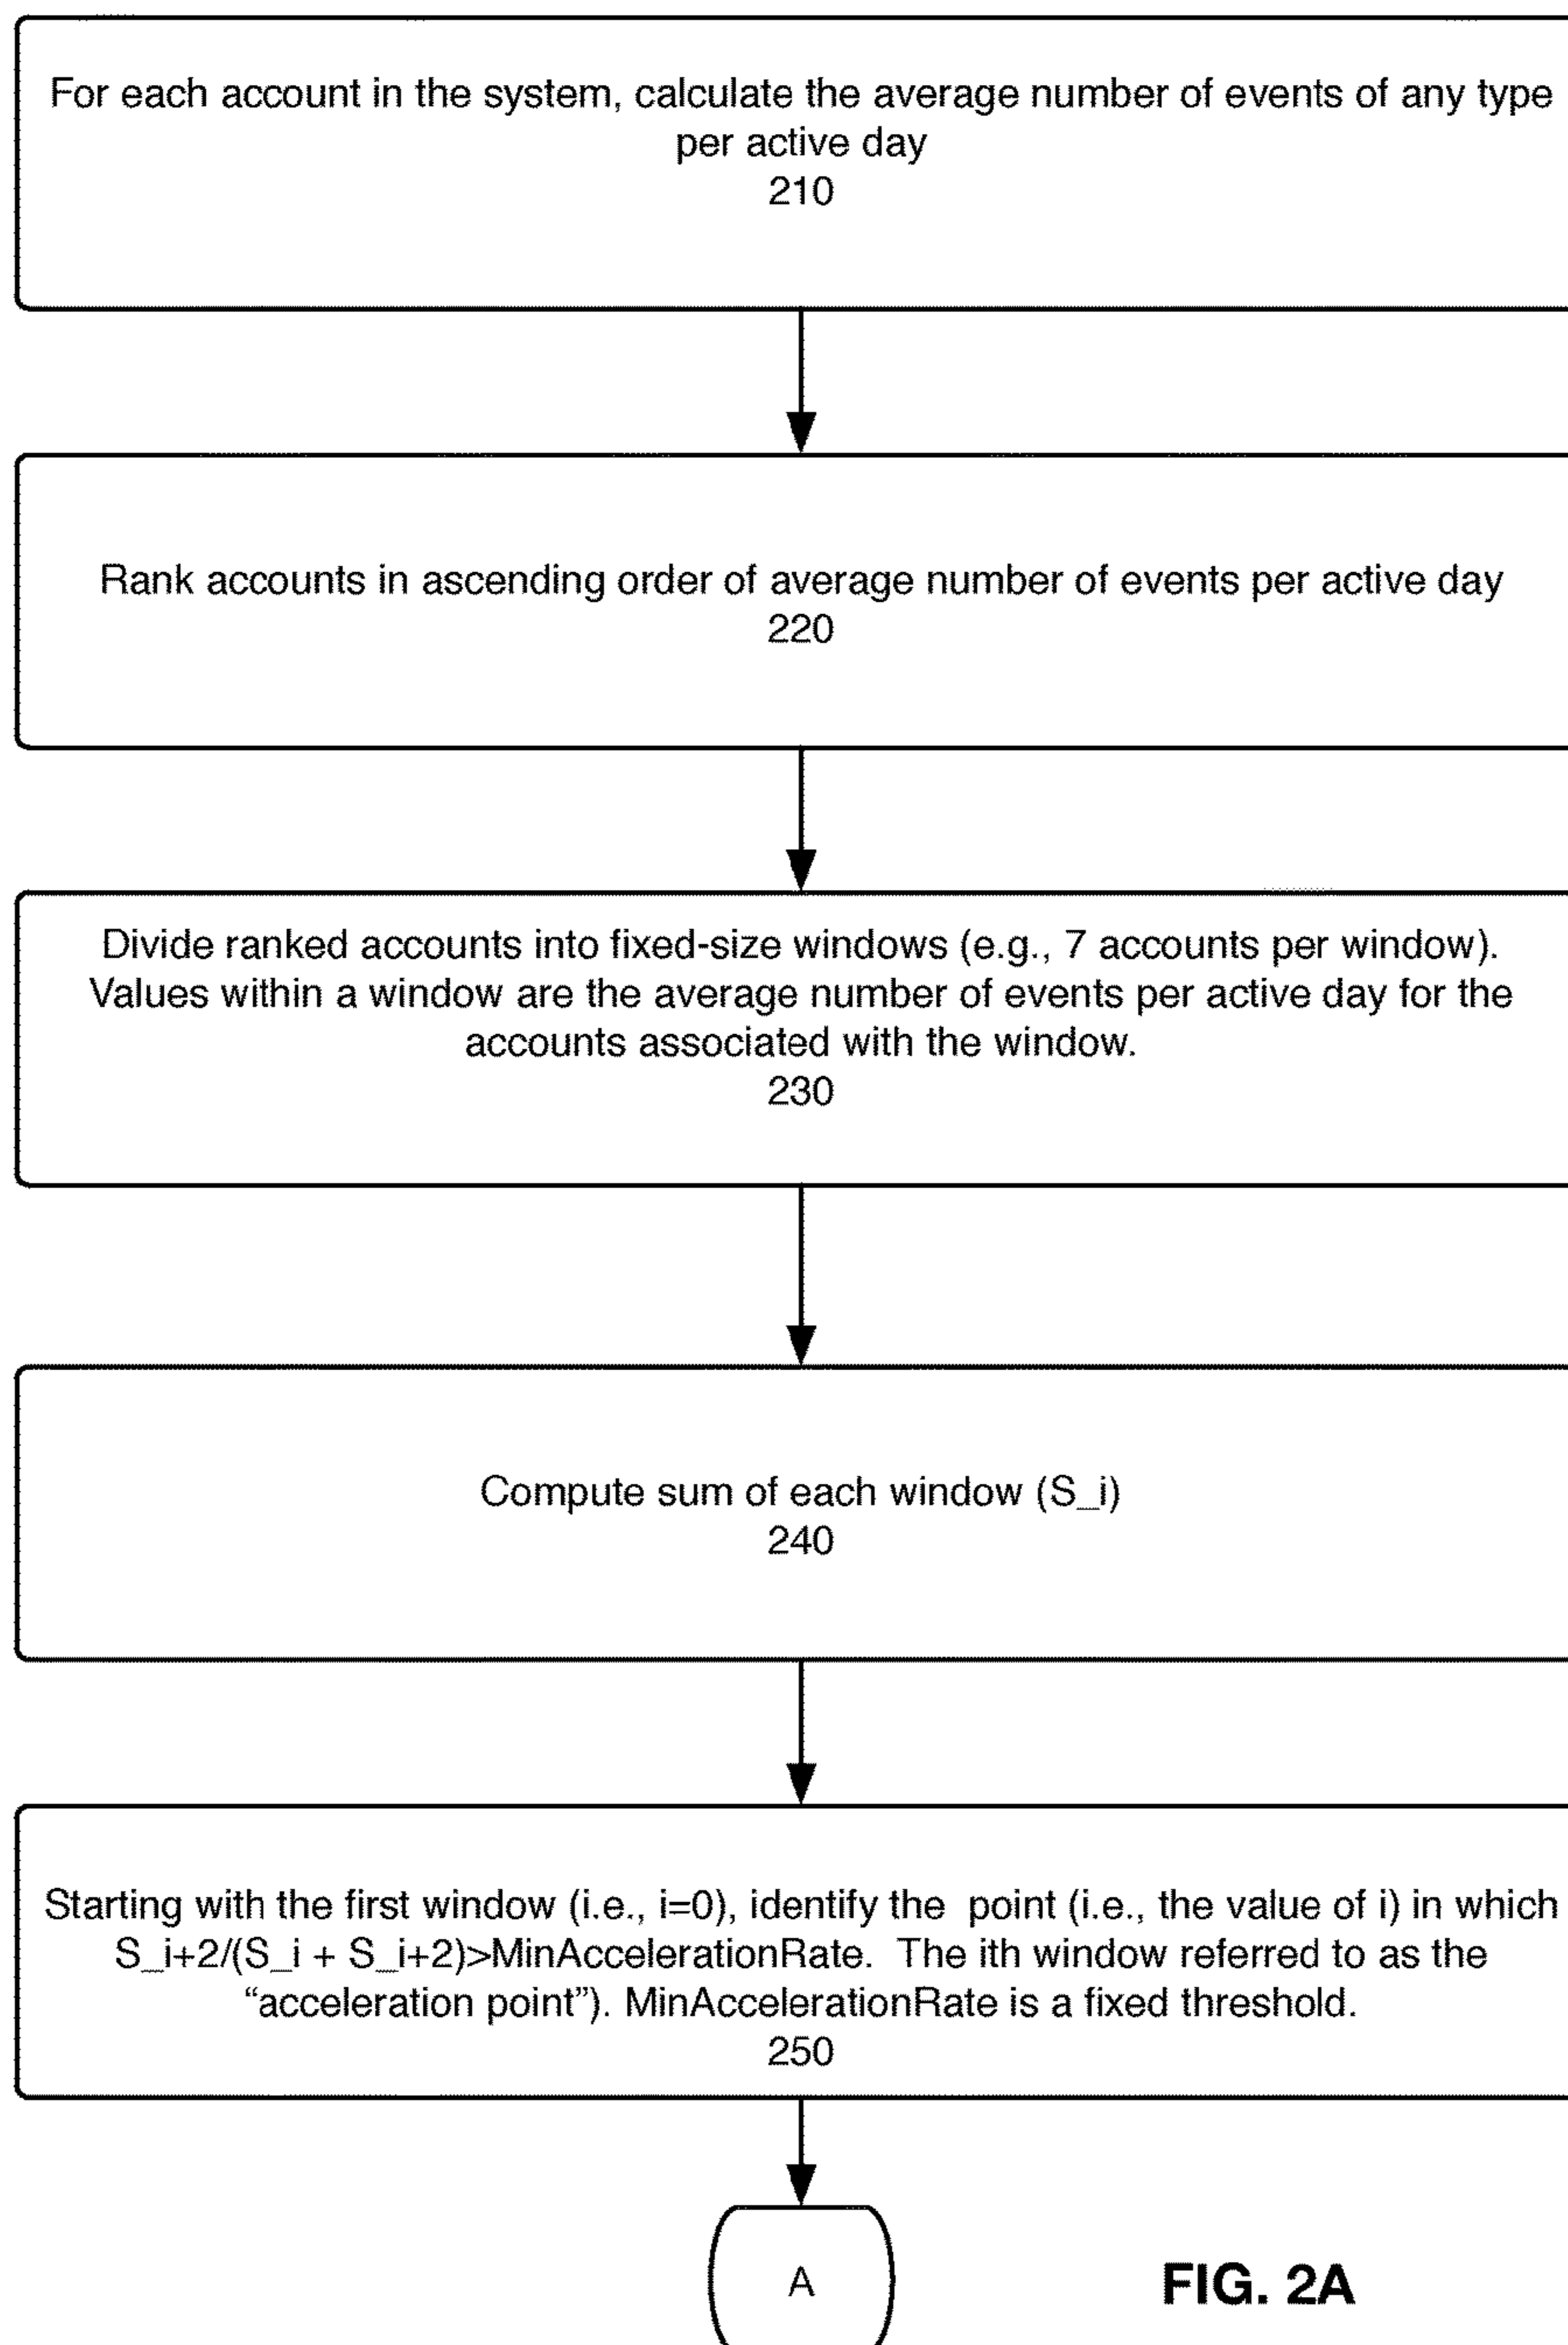 For each account in the system, calculate the average number of events of any type
per active day
210
Rank accounts in ascending order of average number of events per active day
220
Divide ranked accounts into fixed-size windows (e.g., 7 accounts per window).
Values within a window are the average number of events per active day for the
accounts associated with the window.
230
Compute sum of each window (S_i)
240
Starting with the first window (i.e., i=0), identify the point (i.e., the value of i) in which
S_i+2/(S_i + S_i+2)>MinAccelerationRate. The ith window referred to as the
“acceleration point”). MinAccelerationRate is a fixed threshold.
250
A
FIG. 2A